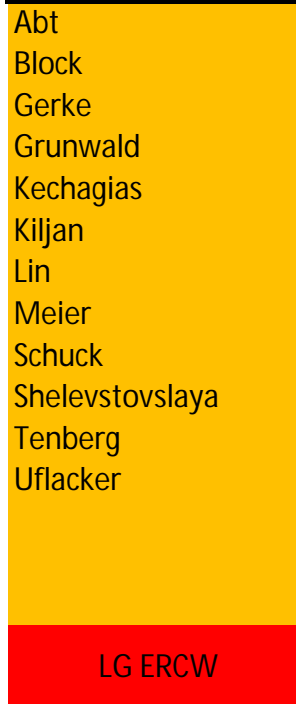 Abt
Block
Gerke
Grunwald
Kechagias
Kiljan
Lin
Meier
Schuck
Shelevstovslaya
Tenberg
Uflacker
LG ERCW